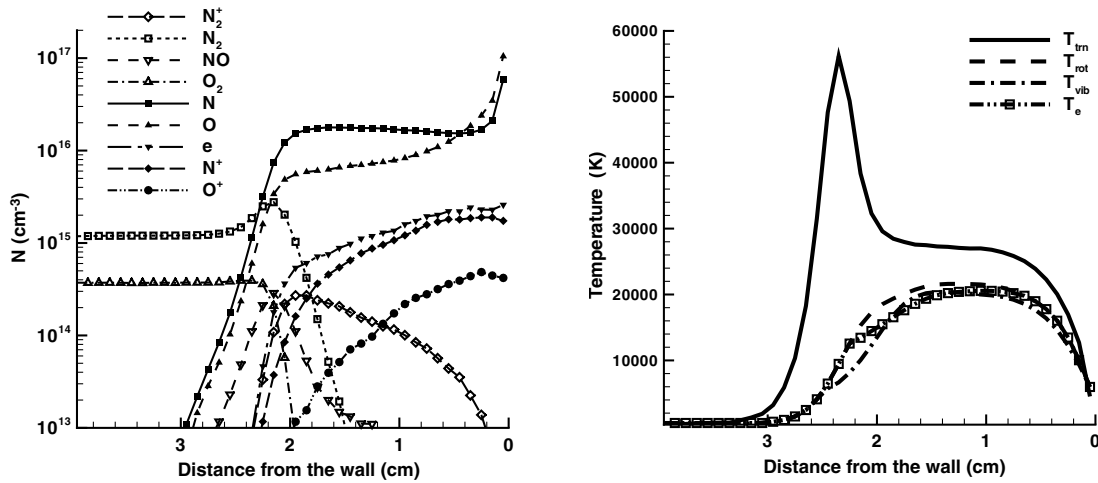 N₂⁺
N₂
NO
O₂
N
O
e
N⁺
O⁺
10¹⁷
10¹⁶
10¹⁵
10¹⁴
10¹³
N (cm⁻³)
3
2
1
0
Distance from the wall (cm)
T_trn
T_rot
T_vib
T_e
60000
50000
40000
30000
20000
10000
Temperature (K)
3
2
1
0
Distance from the wall (cm)